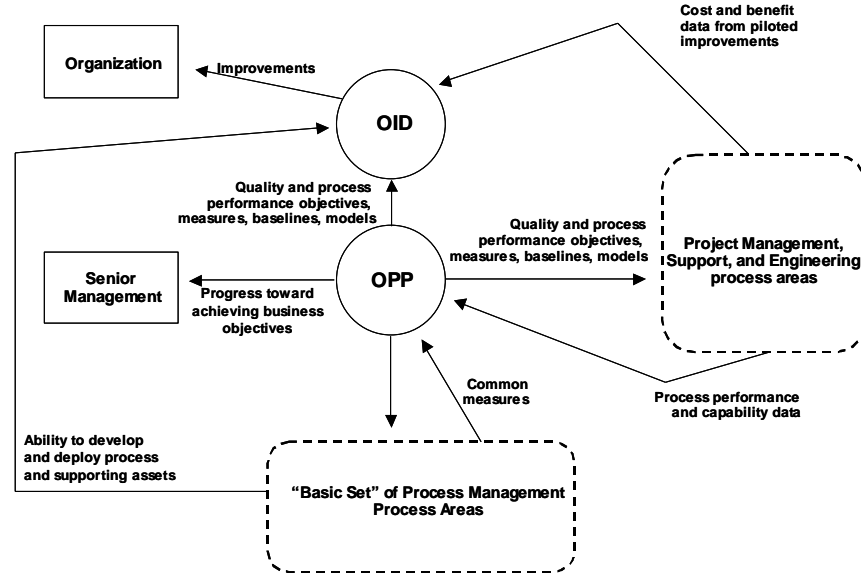 Cost and benefit
data from piloted
improvements
Organization
Improvements
OID
Quality and process
performance objectives,
measures, baselines, models
Quality and process
performance objectives,
measures, baselines, models
Project Management,
Support, and Engineering
process areas
Senior
Management
OPP
Progress toward
achieving business
objectives
Common
measures
Process performance
and capability data
Ability to develop
and deploy process
and supporting assets
“Basic Set” of Process Management
Process Areas